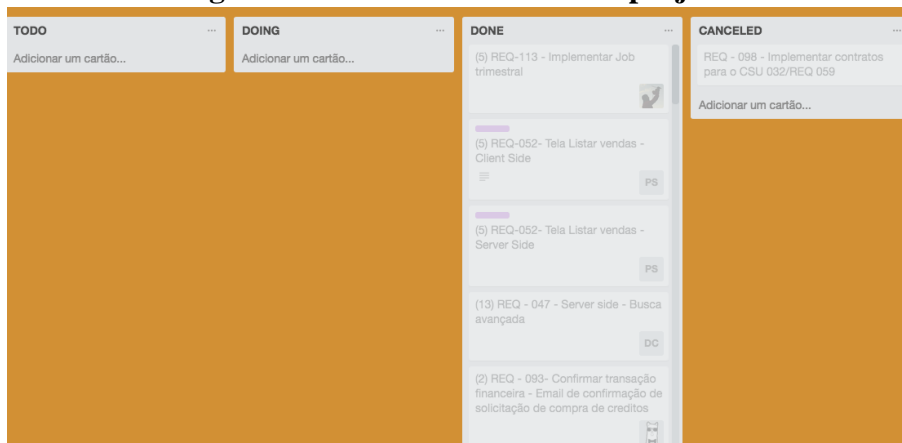 TODO
Adicionar um cartão...
DOING
Adicionar um cartão...
DONE
(5) REQ-113 - Implementar Job
trimestral
(5) REQ-052- Tela Listar vendas -
Client Side
PS
(5) REQ-052- Tela Listar vendas -
Server Side
PS
(13) REQ - 047 - Server side - Busca
avançada
DC
(2) REQ - 093- Confirmar transação
financeira - Email de confirmação de
solicitação de compra de creditos
CANCELED
REQ - 098 - Implementar contratos
para o CSU 032/REQ 059
Adicionar um cartão...